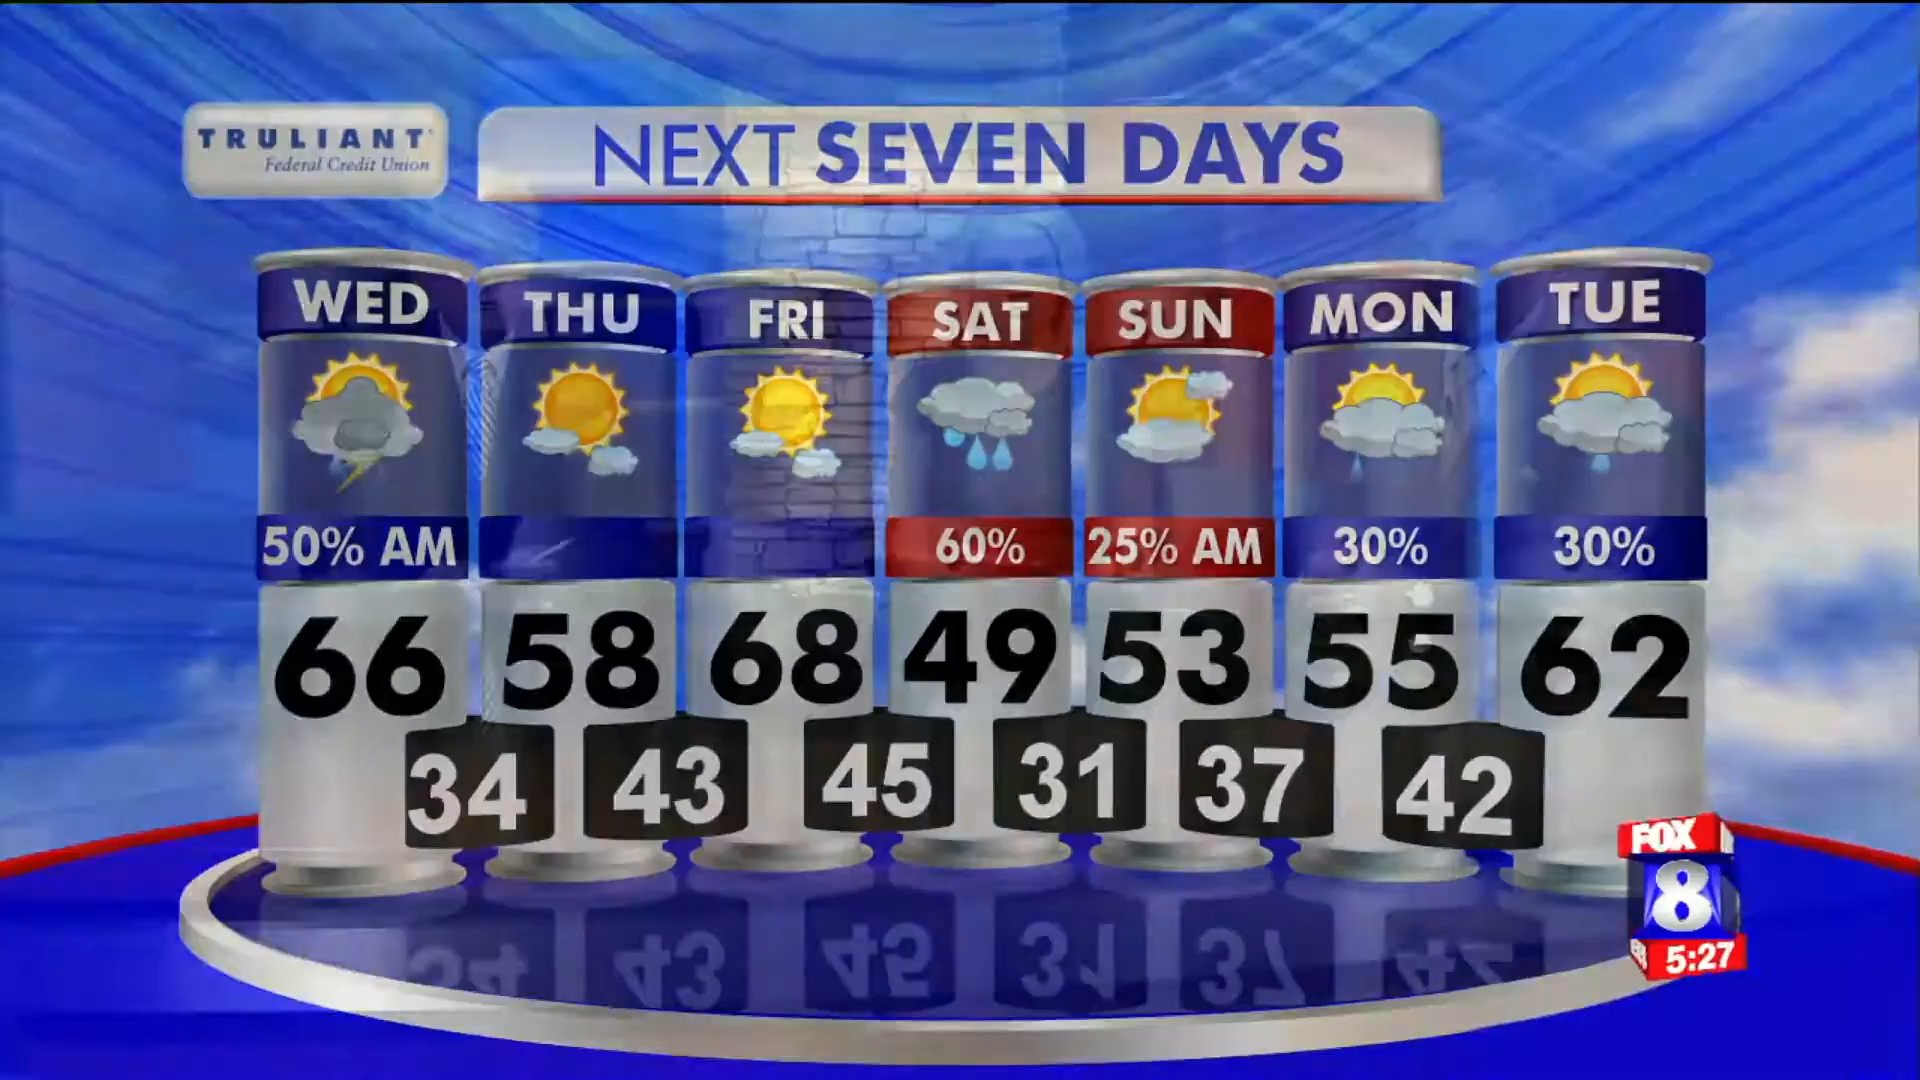 TRULIANT
Federal Credit Union
NEXT SEVEN DAYS
WED THU FRI SAT SUN MON TUE
50% AM 60% 25% AM 30% 30%
66 58 68 49 53 55 62
34 43 45 31 37 42
FOX
8
5:27